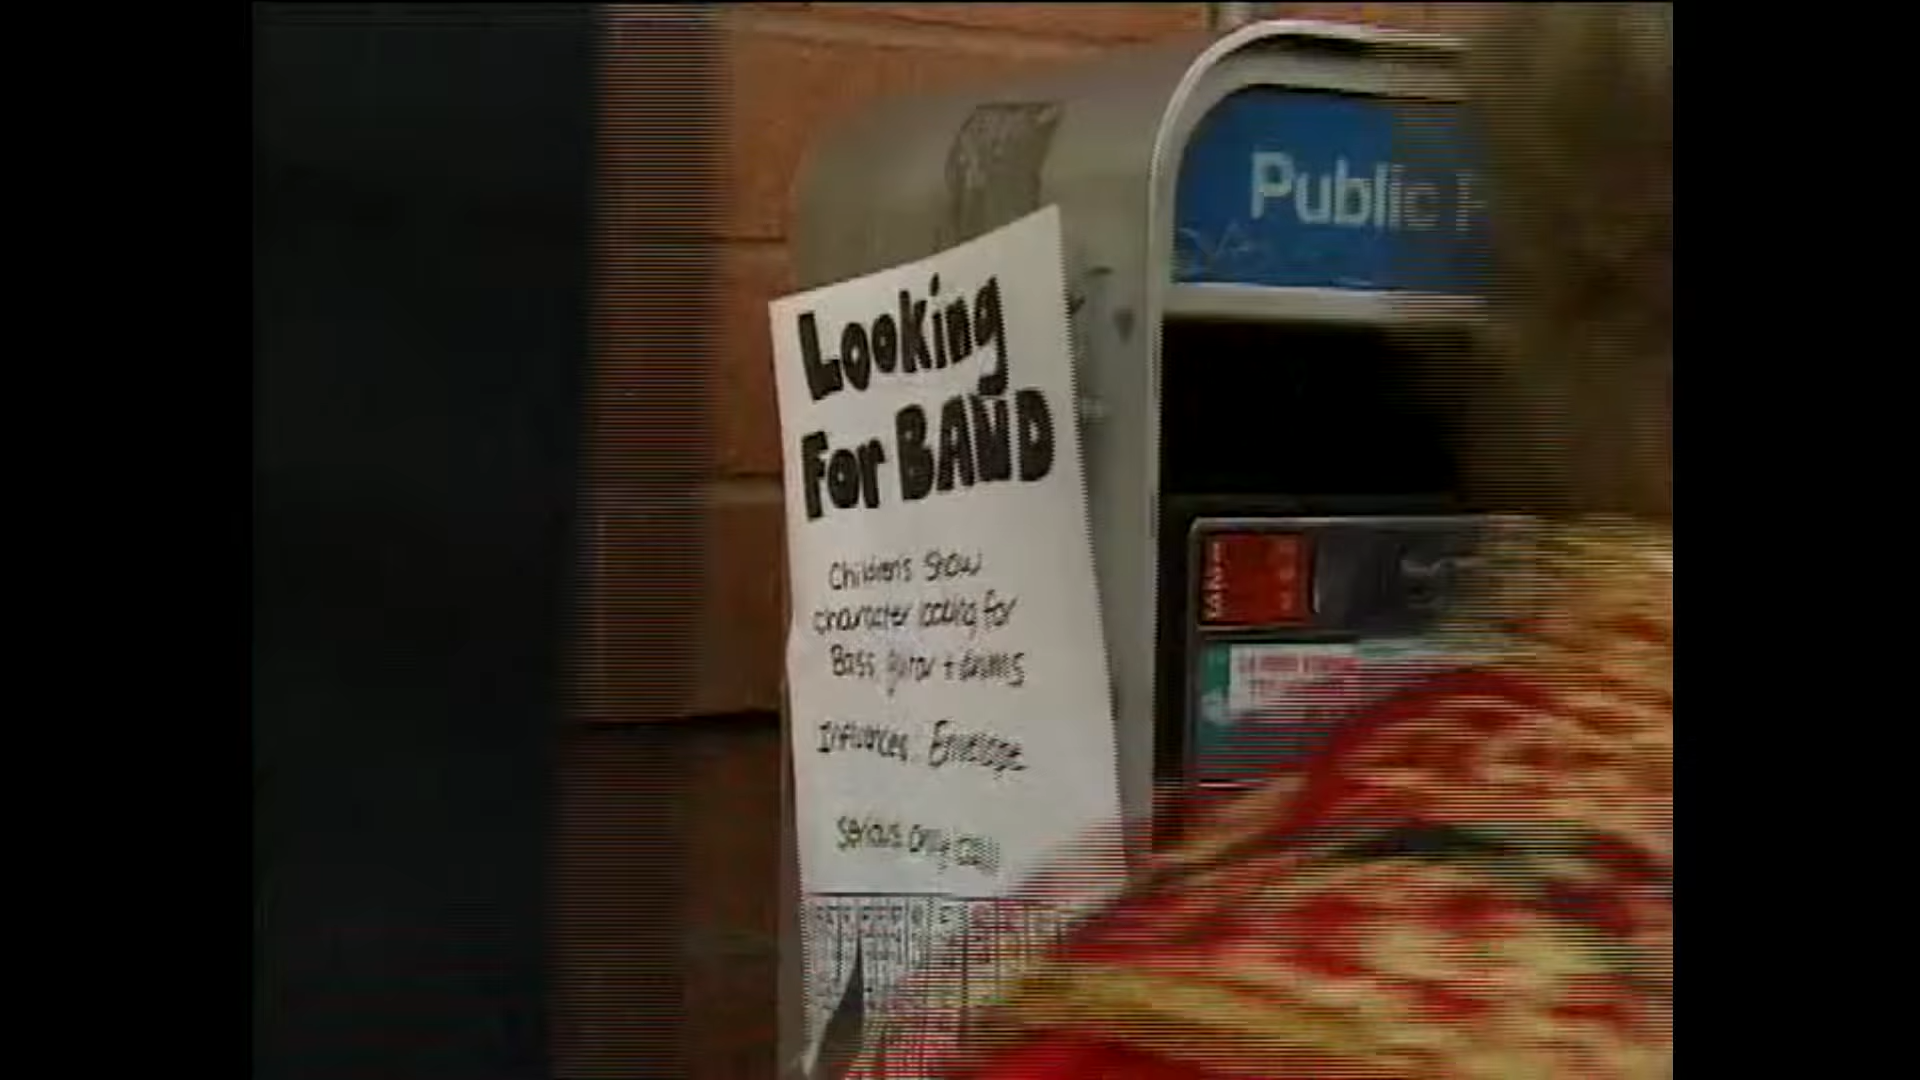 Public
Looking
For BAND
Children's Show
character looking for
Bass, guitar + drums
Influences: Envelope
Serious only call